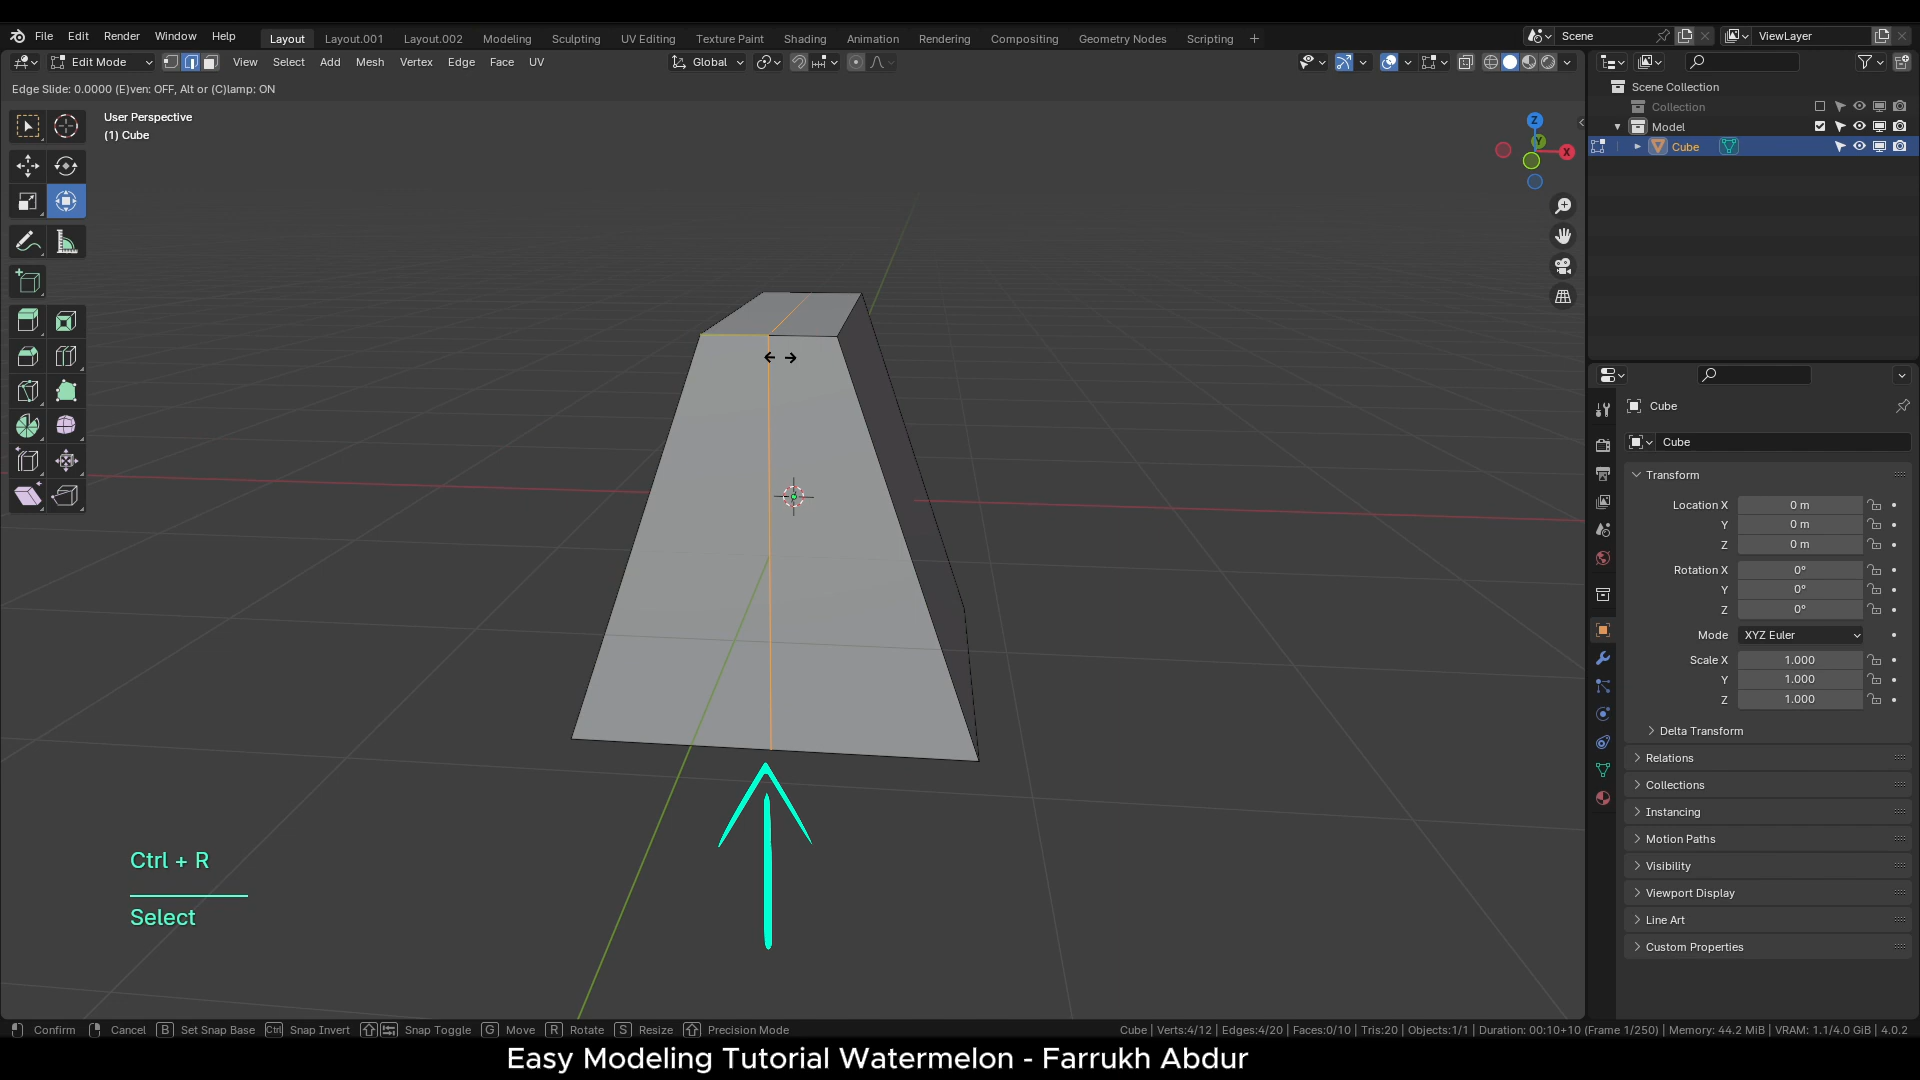 File Edit Render Window Help Layout Layout.001 Layout.002 Modeling Sculpting UV Editing Texture Paint Shading Animation Rendering Compositing Geometry Nodes Scripting + Scene ViewLayer
Edit Mode View Select Add Mesh Vertex Edge Face UV Global
Edge Slide: 0.0000 (E)ven: OFF, Alt or (C)lamp: ON
User Perspective
(1) Cube
Z
Y
X
Scene Collection
Collection
Model
Cube
Cube
Cube
Transform
Location X 0 m
Y 0 m
Z 0 m
Rotation X 0°
Y 0°
Z 0°
Mode XYZ Euler
Scale X 1.000
Y 1.000
Z 1.000
Delta Transform
Relations
Collections
Instancing
Motion Paths
Visibility
Viewport Display
Line Art
Custom Properties
Ctrl + R
Select
Confirm Cancel B Set Snap Base Ctrl Snap Invert Snap Toggle G Move R Rotate S Resize Precision Mode Cube | Verts:4/12 | Edges:4/20 | Faces:0/10 | Tris:20 | Objects:1/1 | Duration: 00:10+10 (Frame 1/250) | Memory: 44.2 MiB | VRAM: 1.1/4.0 GiB | 4.0.2
Easy Modeling Tutorial Watermelon - Farrukh Abdur